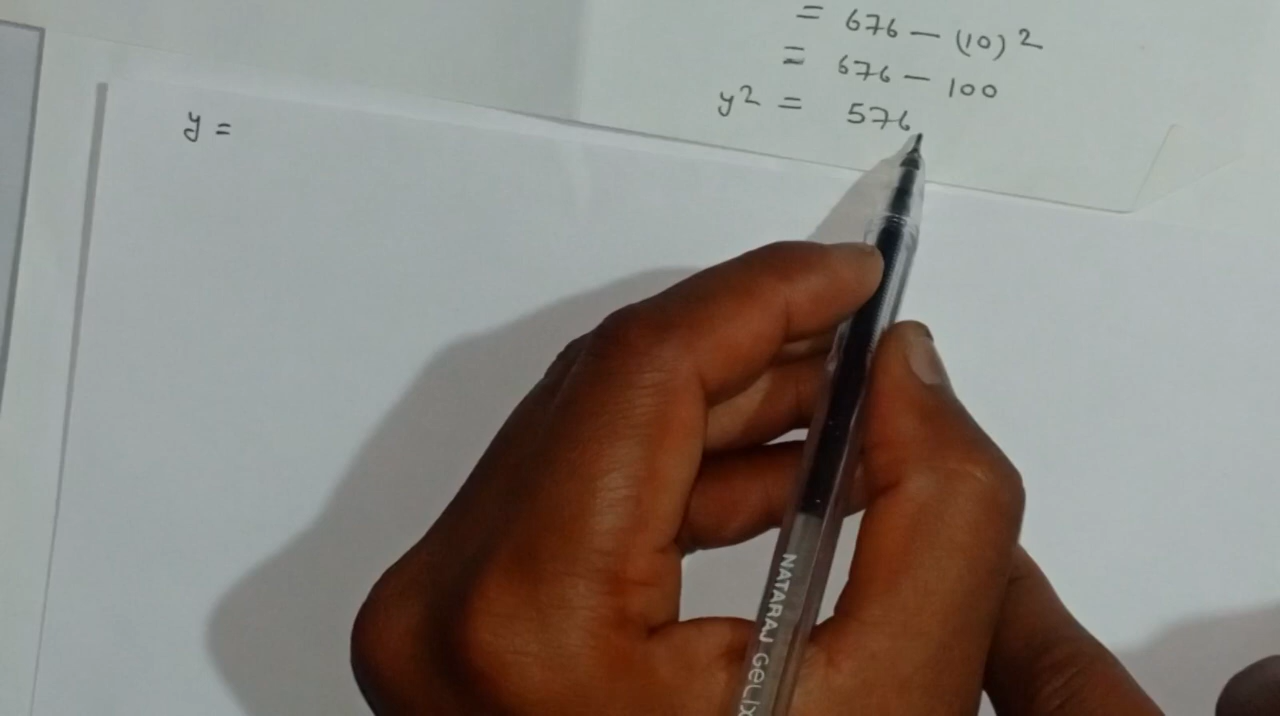 = 676 – (10)²
= 676 – 100
y² = 576
y =
NATARAJ GELIX